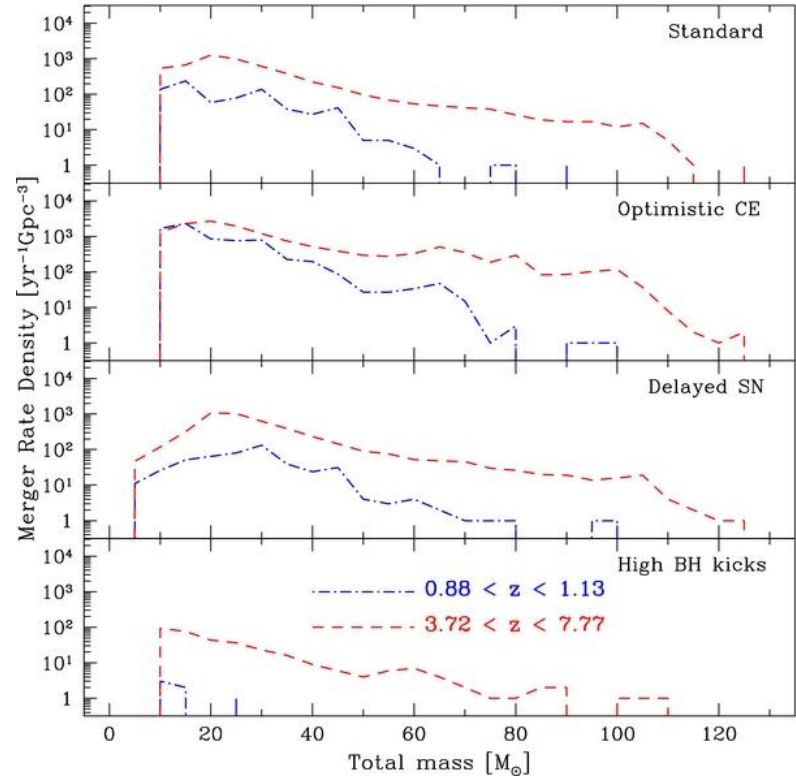 Merger Rate Density [yr⁻¹Gpc⁻³]
10⁴
10³
10²
10¹
1
Standard
10⁴
10³
10²
10¹
1
Optimistic CE
10⁴
10³
10²
10¹
1
Delayed SN
10⁴
10³
10²
10¹
1
High BH kicks
0.88 < z < 1.13
3.72 < z < 7.77
0 20 40 60 80 100 120
Total mass [M☉]